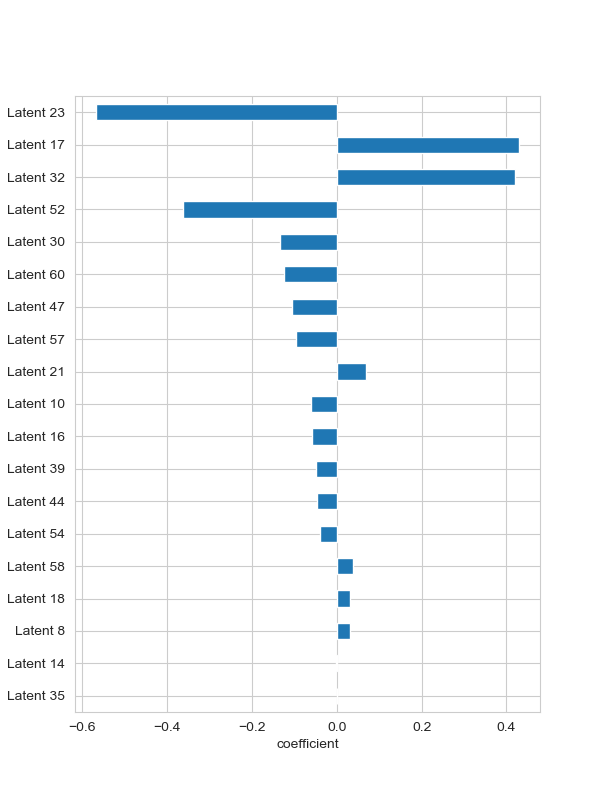 Latent 23
Latent 17
Latent 32
Latent 52
Latent 30
Latent 60
Latent 47
Latent 57
Latent 21
Latent 10
Latent 16
Latent 39
Latent 44
Latent 54
Latent 58
Latent 18
Latent 8
Latent 14
Latent 35
−0.6 −0.4 −0.2 0.0 0.2 0.4
coefficient